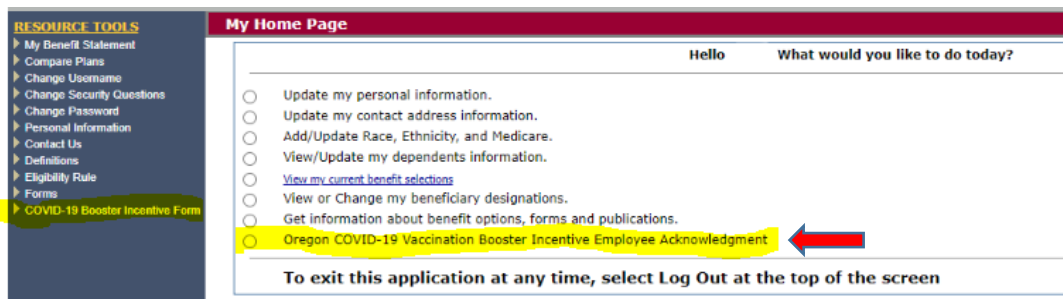 RESOURCE TOOLS
My Benefit Statement
Compare Plans
Change Username
Change Security Questions
Change Password
Personal Information
Contact Us
Definitions
Eligibility Rule
Forms
COVID-19 Booster Incentive Form
My Home Page
Hello What would you like to do today?
Update my personal information.
Update my contact address information.
Add/Update Race, Ethnicity, and Medicare.
View/Update my dependents information.
View my current benefit selections
View or Change my beneficiary designations.
Get information about benefit options, forms and publications.
Oregon COVID-19 Vaccination Booster Incentive Employee Acknowledgment
To exit this application at any time, select Log Out at the top of the screen